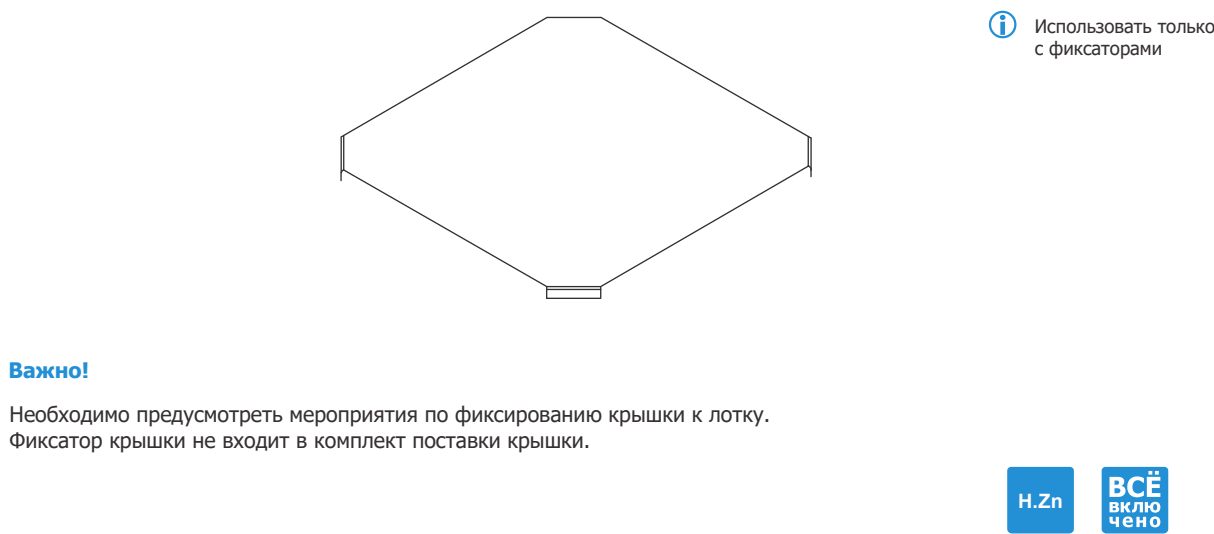 Использовать только
с фиксаторами
Важно!
Необходимо предусмотреть мероприятия по фиксированию крышки к лотку.
Фиксатор крышки не входит в комплект поставки крышки.
H.Zn
ВСЁ
ВКЛЮ
чено